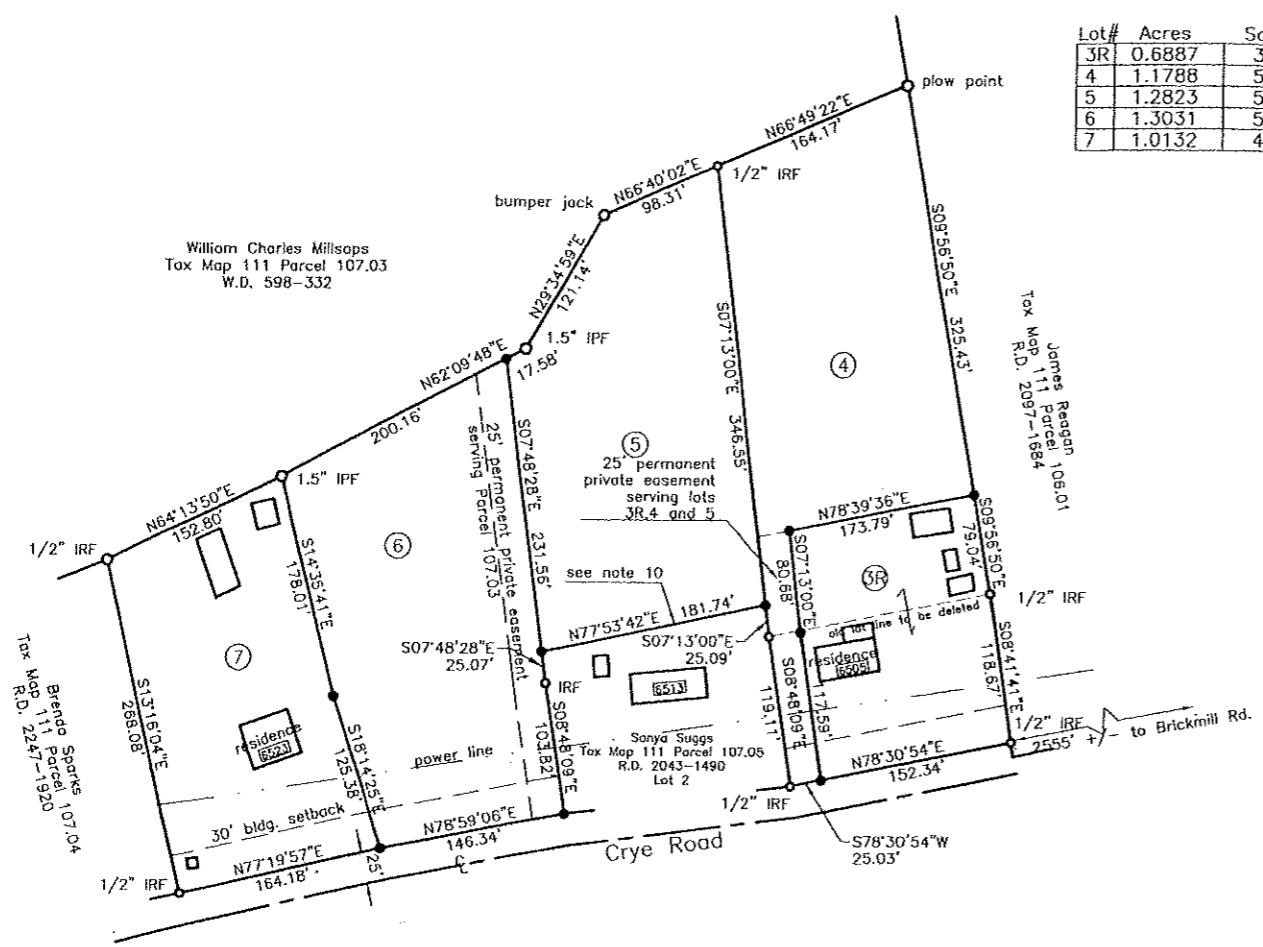 Lot# Acres
3R 0.6887 3
4 1.1788 5
5 1.2823 5
6 1.3031 5
7 1.0132 4
plow point
N66°49'22"E
164.17'
1/2" IRF
N66°40'02"E
98.31'
bumper jack
William Charles Millsaps
Tax Map 111 Parcel 107.03
W.D. 598-332
N29°34'59"E
121.14'
1.5" IPF
N62°09'48"E
17.58'
200.16'
S09°56'50"E 325.43'
James Reagan
Tax Map 111 Parcel 106.01
R.D. 2097-1684
S07°13'00"E 346.55'
4
5
25' permanent
private easement
serving lots
3R,4 and 5
S07°48'28"E 231.56'
25' permanent private easement
serving Parcel 107.03
1.5" IPF
N64°13'50"E
152.80'
1/2" IRF
6
S14°35'41"E
178.01'
N78°39'36"E
173.79'
S09°56'50"E
79.04'
S07°13'00"E
80.68'
3R
1/2" IRF
old lot line to be deleted
residence
6505
see note 10
N77°53'42"E 181.74'
S07°13'00"E
25.09'
S07°48'28"E
25.07'
IRF
6513
7
S13°16'04"E
268.08'
Brenda Sparks
Tax Map 111 Parcel 107.04
R.D. 2247-1920
residence
6523
S18°14'25"E
125.38'
power line
S08°48'09"E
103.82'
Sonya Suggs
Tax Map 111 Parcel 107.05
R.D. 2043-1490
Lot 2
S08°48'09"E
119.11'
117.59'
S08°41'41"E
118.67'
1/2" IRF
2555' +/- to Brickmill Rd.
N78°30'54"E
152.34'
1/2" IRF
S78°30'54"W
25.03'
30' bldg. setback
N78°59'06"E
146.34'
Crye Road
N77°19'57"E
164.18'
25'
1/2" IRF